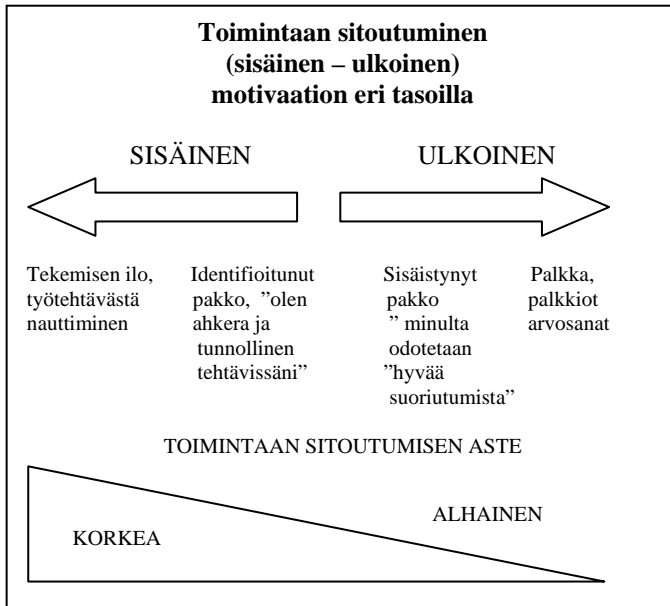 Toimintaan sitoutuminen
(sisäinen – ulkoinen)
motivaation eri tasoilla
SISÄINEN
ULKOINEN
Tekemisen ilo,
työtehtävästä
nauttiminen
Identifioitunut
pakko, ”olen
ahkera ja
tunnollinen
tehtävissäni”
Sisäistynyt
pakko
” minulta
odotetaan
”hyvää
suoriutumista”
Palkka,
palkkiot
arvosanat
TOIMINTAAN SITOUTUMISEN ASTE
ALHAINEN
KORKEA